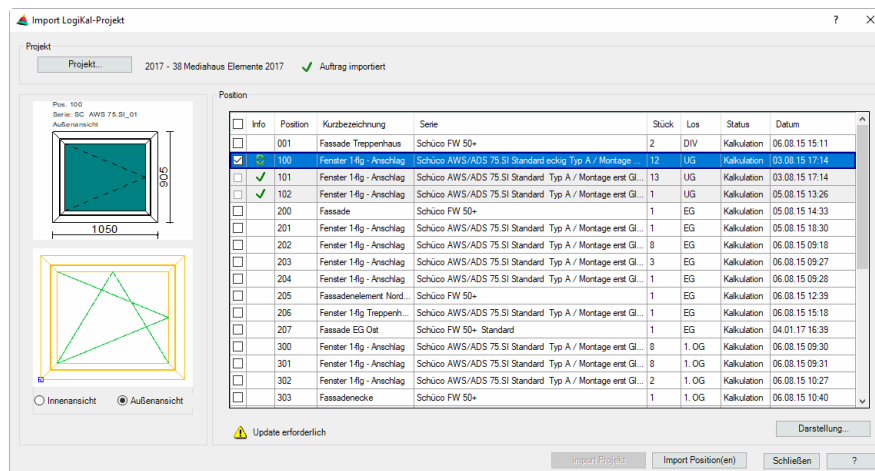 Import LogiKal-Projekt
?
Projekt
Projekt...
2017 - 38 Mediahaus Elemente 2017
Auftrag importiert
Pos. 100
Serie: SC AWS 75.SI_01
Außenansicht
905
1050
Innenansicht
Außenansicht
Position
Info Position Kurzbezeichnung Serie Stück Los Status Datum
001 Fassade Treppenhaus Schüco FW 50+ 2 DIV Kalkulation 06.08.15 15:11
100 Fenster 1-flg - Anschlag Schüco AWS/ADS 75.SI Standard eckig Typ A / Montage ... 12 UG Kalkulation 03.08.15 17:14
101 Fenster 1-flg - Anschlag Schüco AWS/ADS 75.SI Standard Typ A / Montage erst Gl... 13 UG Kalkulation 03.08.15 17:14
102 Fenster 1-flg - Anschlag Schüco AWS/ADS 75.SI Standard Typ A / Montage erst Gl... 1 UG Kalkulation 05.08.15 13:26
200 Fassade Schüco FW 50+ 1 EG Kalkulation 05.08.15 14:33
201 Fenster 1-flg - Anschlag Schüco AWS/ADS 75.SI Standard Typ A / Montage erst Gl... 1 EG Kalkulation 05.08.15 18:30
202 Fenster 1-flg - Anschlag Schüco AWS/ADS 75.SI Standard Typ A / Montage erst Gl... 8 EG Kalkulation 06.08.15 09:18
203 Fenster 1-flg - Anschlag Schüco AWS/ADS 75.SI Standard Typ A / Montage erst Gl... 3 EG Kalkulation 06.08.15 09:27
204 Fenster 1-flg - Anschlag Schüco AWS/ADS 75.SI Standard Typ A / Montage erst Gl... 1 EG Kalkulation 06.08.15 09:28
205 Fassadenelement Nord... Schüco FW 50+ 1 EG Kalkulation 06.08.15 12:39
206 Fenster 1-flg Treppenh... Schüco AWS/ADS 75.SI Standard Typ A / Montage erst Gl... 1 EG Kalkulation 06.08.15 15:18
207 Fassade EG Ost Schüco FW 50+ Standard 1 EG Kalkulation 04.01.17 16:39
300 Fenster 1-flg - Anschlag Schüco AWS/ADS 75.SI Standard Typ A / Montage erst Gl... 8 1. OG Kalkulation 06.08.15 09:30
301 Fenster 1-flg - Anschlag Schüco AWS/ADS 75.SI Standard Typ A / Montage erst Gl... 8 1. OG Kalkulation 06.08.15 09:31
302 Fenster 1-flg - Anschlag Schüco AWS/ADS 75.SI Standard Typ A / Montage erst Gl... 2 1. OG Kalkulation 06.08.15 10:27
303 Fassadenecke Schüco FW 50+ 1 1. OG Kalkulation 06.08.15 10:40
Update erforderlich
Darstellung...
Import Projekt
Import Position(en)
Schließen
?